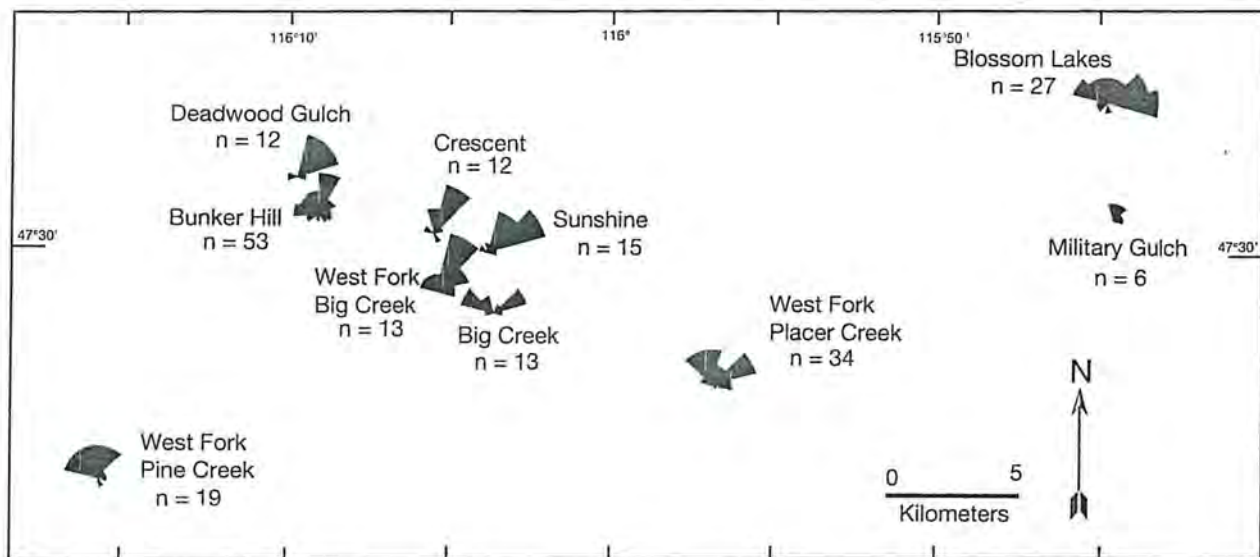 116°10 '
116°
115°50 '
Blossom Lakes
n = 27
Deadwood Gulch
n = 12
Crescent
n = 12
Bunker Hill
n = 53
Sunshine
n = 15
47°30'
47°30'
Military Gulch
n = 6
West Fork
Big Creek
n = 13
Big Creek
n = 13
West Fork
Placer Creek
n = 34
N
West Fork
Pine Creek
n = 19
0 5
Kilometers